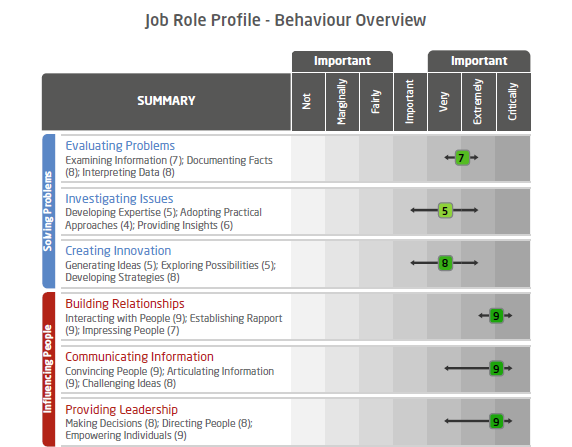 Job Role Profile - Behaviour Overview
Important
Important
SUMMARY
Not
Marginally
Fairly
Important
Very
Extremely
Critically
Solving Problems
Evaluating Problems
Examining Information (7); Documenting Facts
(8); Interpreting Data (8)
7
Investigating Issues
Developing Expertise (5); Adopting Practical
Approaches (4); Providing Insights (6)
5
Creating Innovation
Generating Ideas (5); Exploring Possibilities (5);
Developing Strategies (8)
8
Influencing People
Building Relationships
Interacting with People (9); Establishing Rapport
(9); Impressing People (7)
9
Communicating Information
Convincing People (9); Articulating Information
(9); Challenging Ideas (8)
9
Providing Leadership
Making Decisions (8); Directing People (8);
Empowering Individuals (9)
9